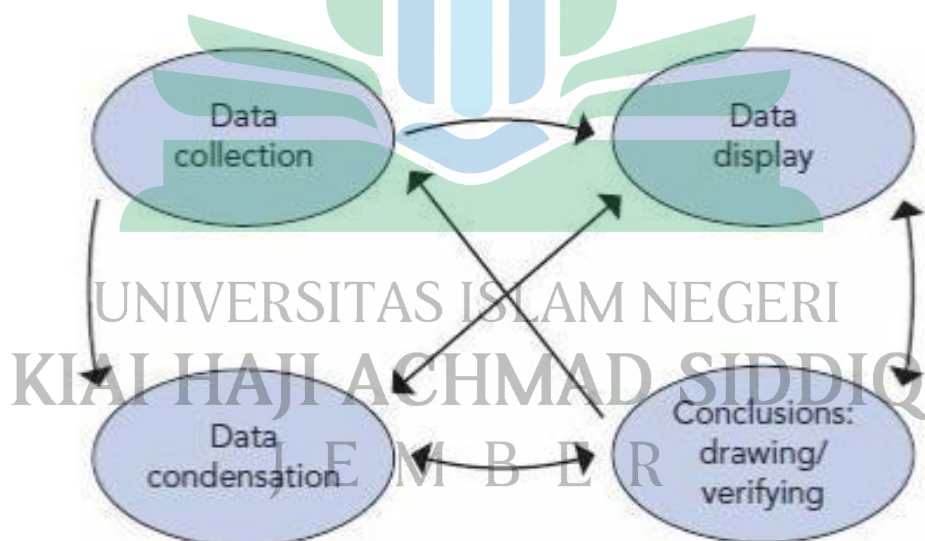 Data
collection
Data
display
UNIVERSITAS ISLAM NEGERI
KIAI HAJI ACHMAD SIDDIQ
Data
condensation
Conclusions:
drawing/
verifying
J E M B E R